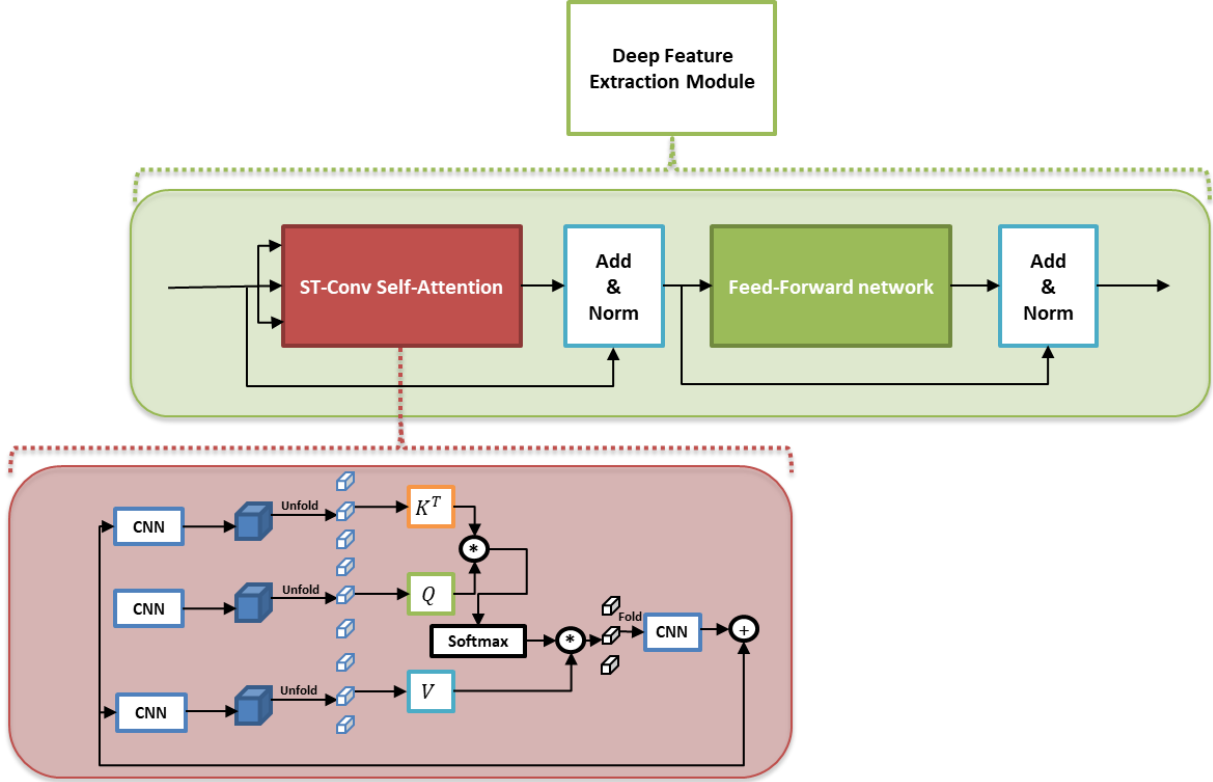 Deep Feature
Extraction Module
ST-Conv Self-Attention
Add
&
Norm
Feed-Forward network
Add
&
Norm
CNN
Unfold
K^T
*
CNN
Unfold
Q
Softmax
*
Fold
CNN
+
CNN
Unfold
V